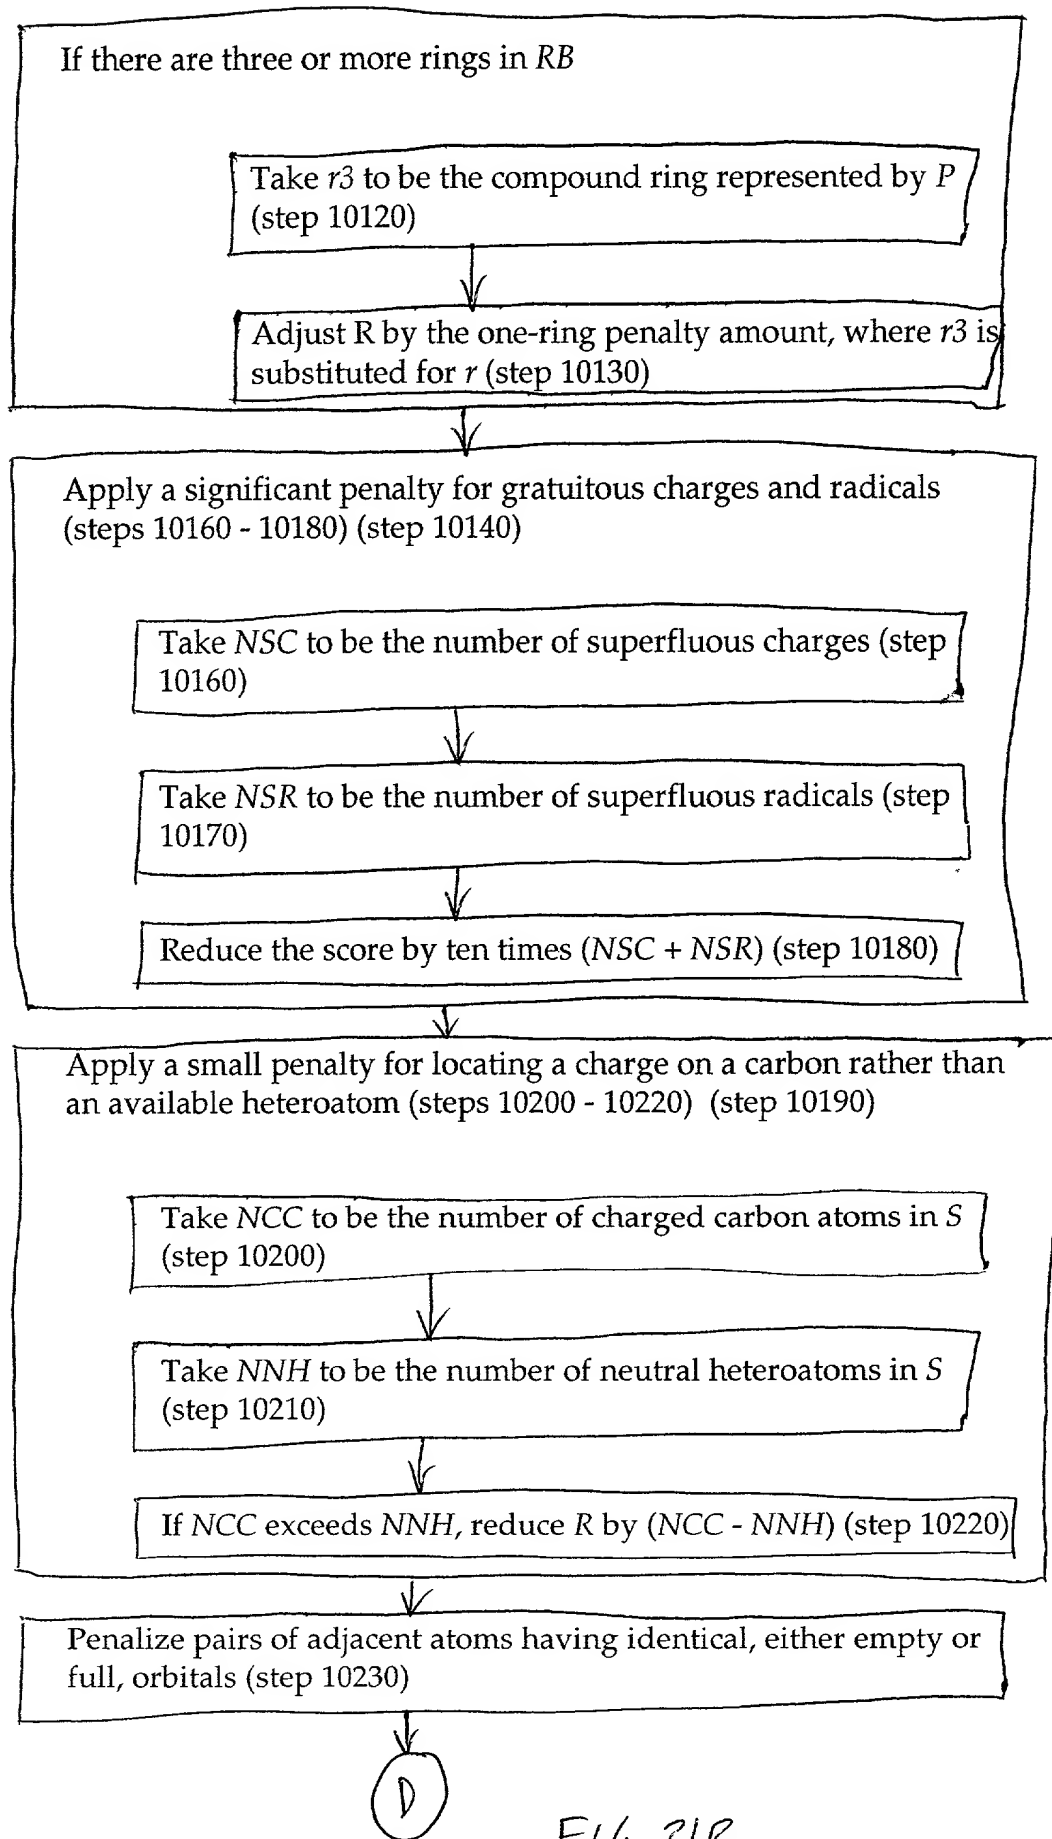 If there are three or more rings in RB
Take r3 to be the compound ring represented by P
(step 10120)
Adjust R by the one-ring penalty amount, where r3 is
substituted for r (step 10130)
Apply a significant penalty for gratuitous charges and radicals
(steps 10160 - 10180) (step 10140)
Take NSC to be the number of superfluous charges (step
10160)
Take NSR to be the number of superfluous radicals (step
10170)
Reduce the score by ten times (NSC + NSR) (step 10180)
Apply a small penalty for locating a charge on a carbon rather than
an available heteroatom (steps 10200 - 10220) (step 10190)
Take NCC to be the number of charged carbon atoms in S
(step 10200)
Take NNH to be the number of neutral heteroatoms in S
(step 10210)
If NCC exceeds NNH, reduce R by (NCC - NNH) (step 10220)
Penalize pairs of adjacent atoms having identical, either empty or
full, orbitals (step 10230)
D